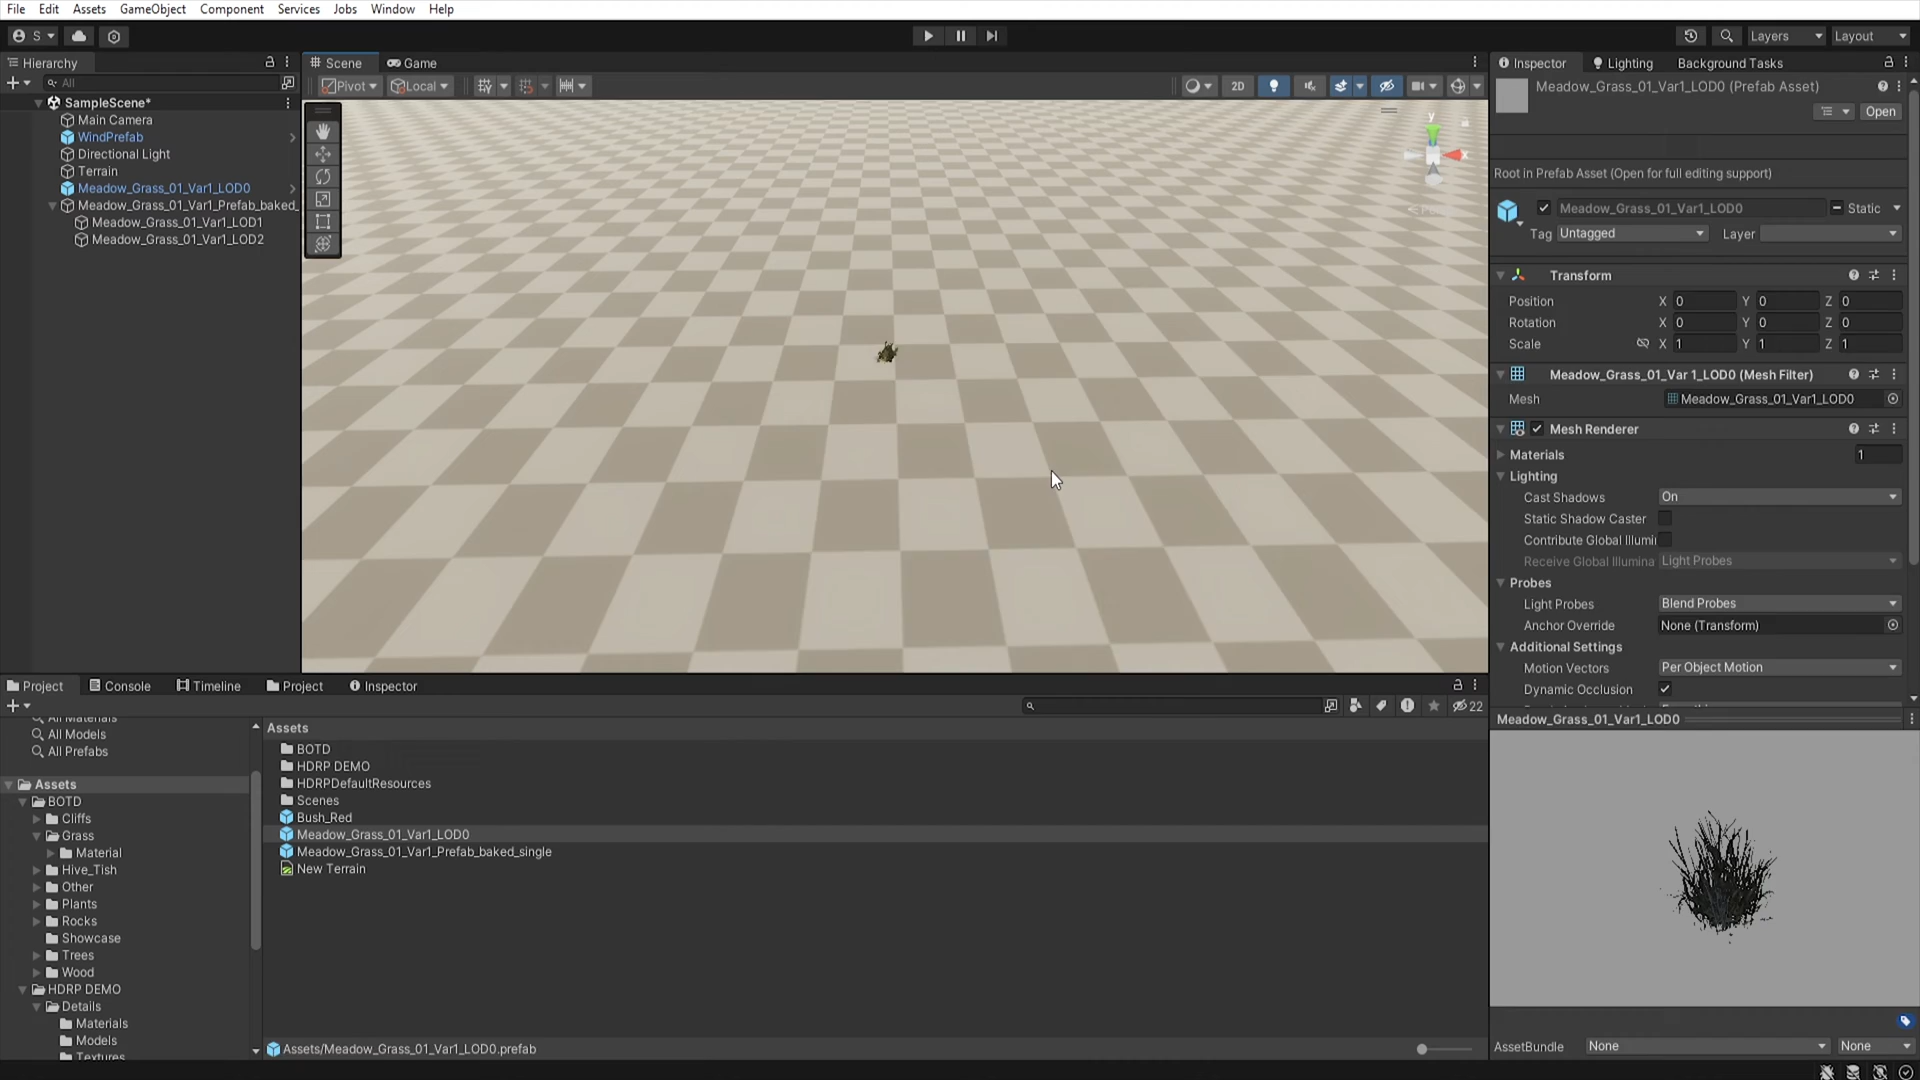 File Edit Assets GameObject Component Services Jobs Window Help
S Layers Layout
Hierarchy
All
SampleScene*
Main Camera
WindPrefab
Directional Light
Terrain
Meadow_Grass_01_Var1_LOD0
Meadow_Grass_01_Var1_Prefab_baked_
Meadow_Grass_01_Var1_LOD1
Meadow_Grass_01_Var1_LOD2
Scene Game
Pivot Local 2D
y
x
Inspector Lighting Background Tasks
Meadow_Grass_01_Var1_LOD0 (Prefab Asset)
Open
Root in Prefab Asset (Open for full editing support)
Meadow_Grass_01_Var1_LOD0 Static
Tag Untagged Layer
Transform
Position X 0 Y 0 Z 0
Rotation X 0 Y 0 Z 0
Scale X 1 Y 1 Z 1
Meadow_Grass_01_Var 1_LOD0 (Mesh Filter)
Mesh Meadow_Grass_01_Var1_LOD0
Mesh Renderer
Materials 1
Lighting
Cast Shadows On
Static Shadow Caster
Contribute Global Illumi
Receive Global Illumina Light Probes
Probes
Light Probes Blend Probes
Anchor Override None (Transform)
Additional Settings
Motion Vectors Per Object Motion
Dynamic Occlusion
Meadow_Grass_01_Var1_LOD0
AssetBundle None None
Project Console Timeline Project Inspector
22
All Materials
All Models
All Prefabs
Assets
BOTD
Cliffs
Grass
Material
Hive_Tish
Other
Plants
Rocks
Showcase
Trees
Wood
HDRP DEMO
Details
Materials
Models
Textures
Assets
BOTD
HDRP DEMO
HDRPDefaultResources
Scenes
Bush_Red
Meadow_Grass_01_Var1_LOD0
Meadow_Grass_01_Var1_Prefab_baked_single
New Terrain
Assets/Meadow_Grass_01_Var1_LOD0.prefab